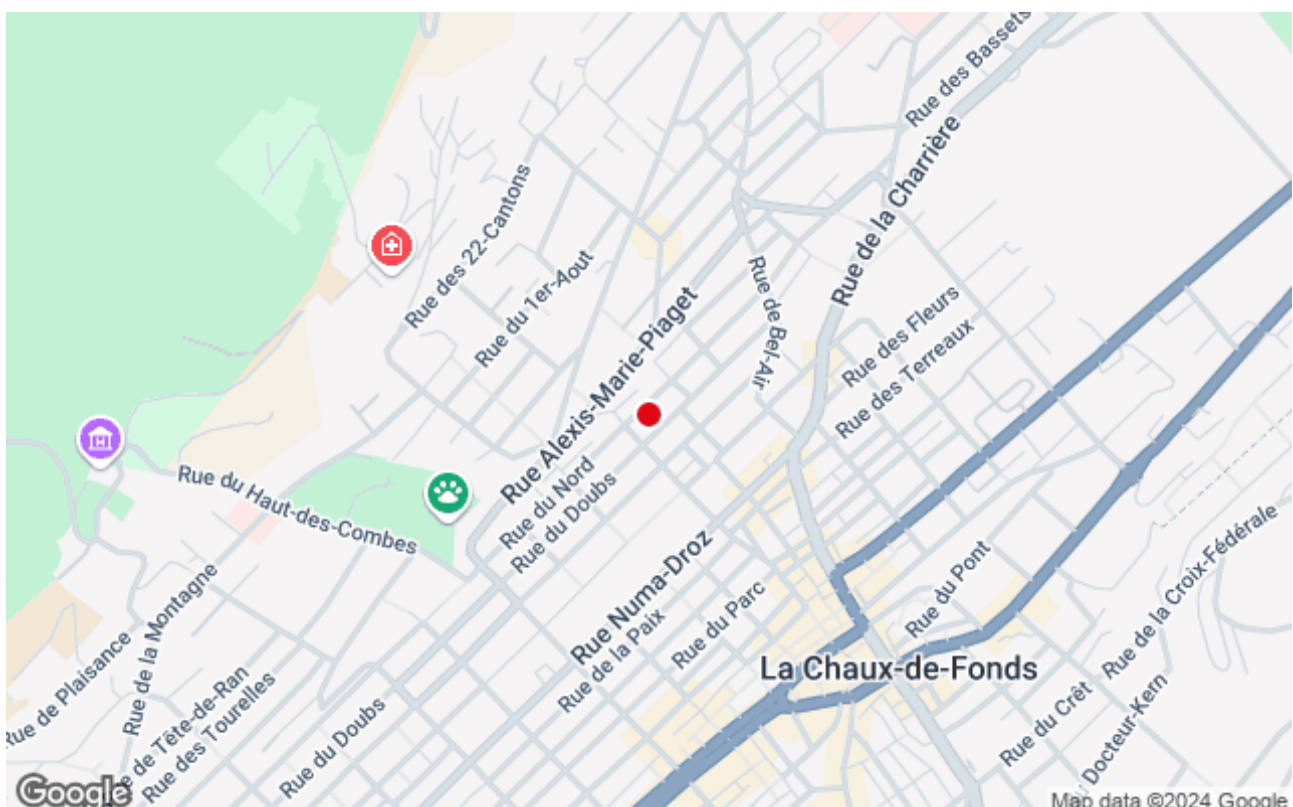 Rue des Bassets
Rue de la Charrière
Rue des 22-Cantons
Rue du 1er-Aout
Rue de Bel-Air
Rue Alexis-Marie-Piaget
Rue des Fleurs
Rue des Terreaux
Rue du Haut-des-Combes
Rue du Nord
Rue du Doubs
Rue Numa-Droz
Rue de la Paix
Rue du Parc
Rue du Pont
Rue de la Croix-Fédérale
Rue de la Montagne
Rue de Plaisance
La Chaux-de-Fonds
Rue du Crêt
Docteur-Kern
de Tête-de-Ran
Rue des Tourelles
Rue du Doubs
Google
Map data ©2024 Google